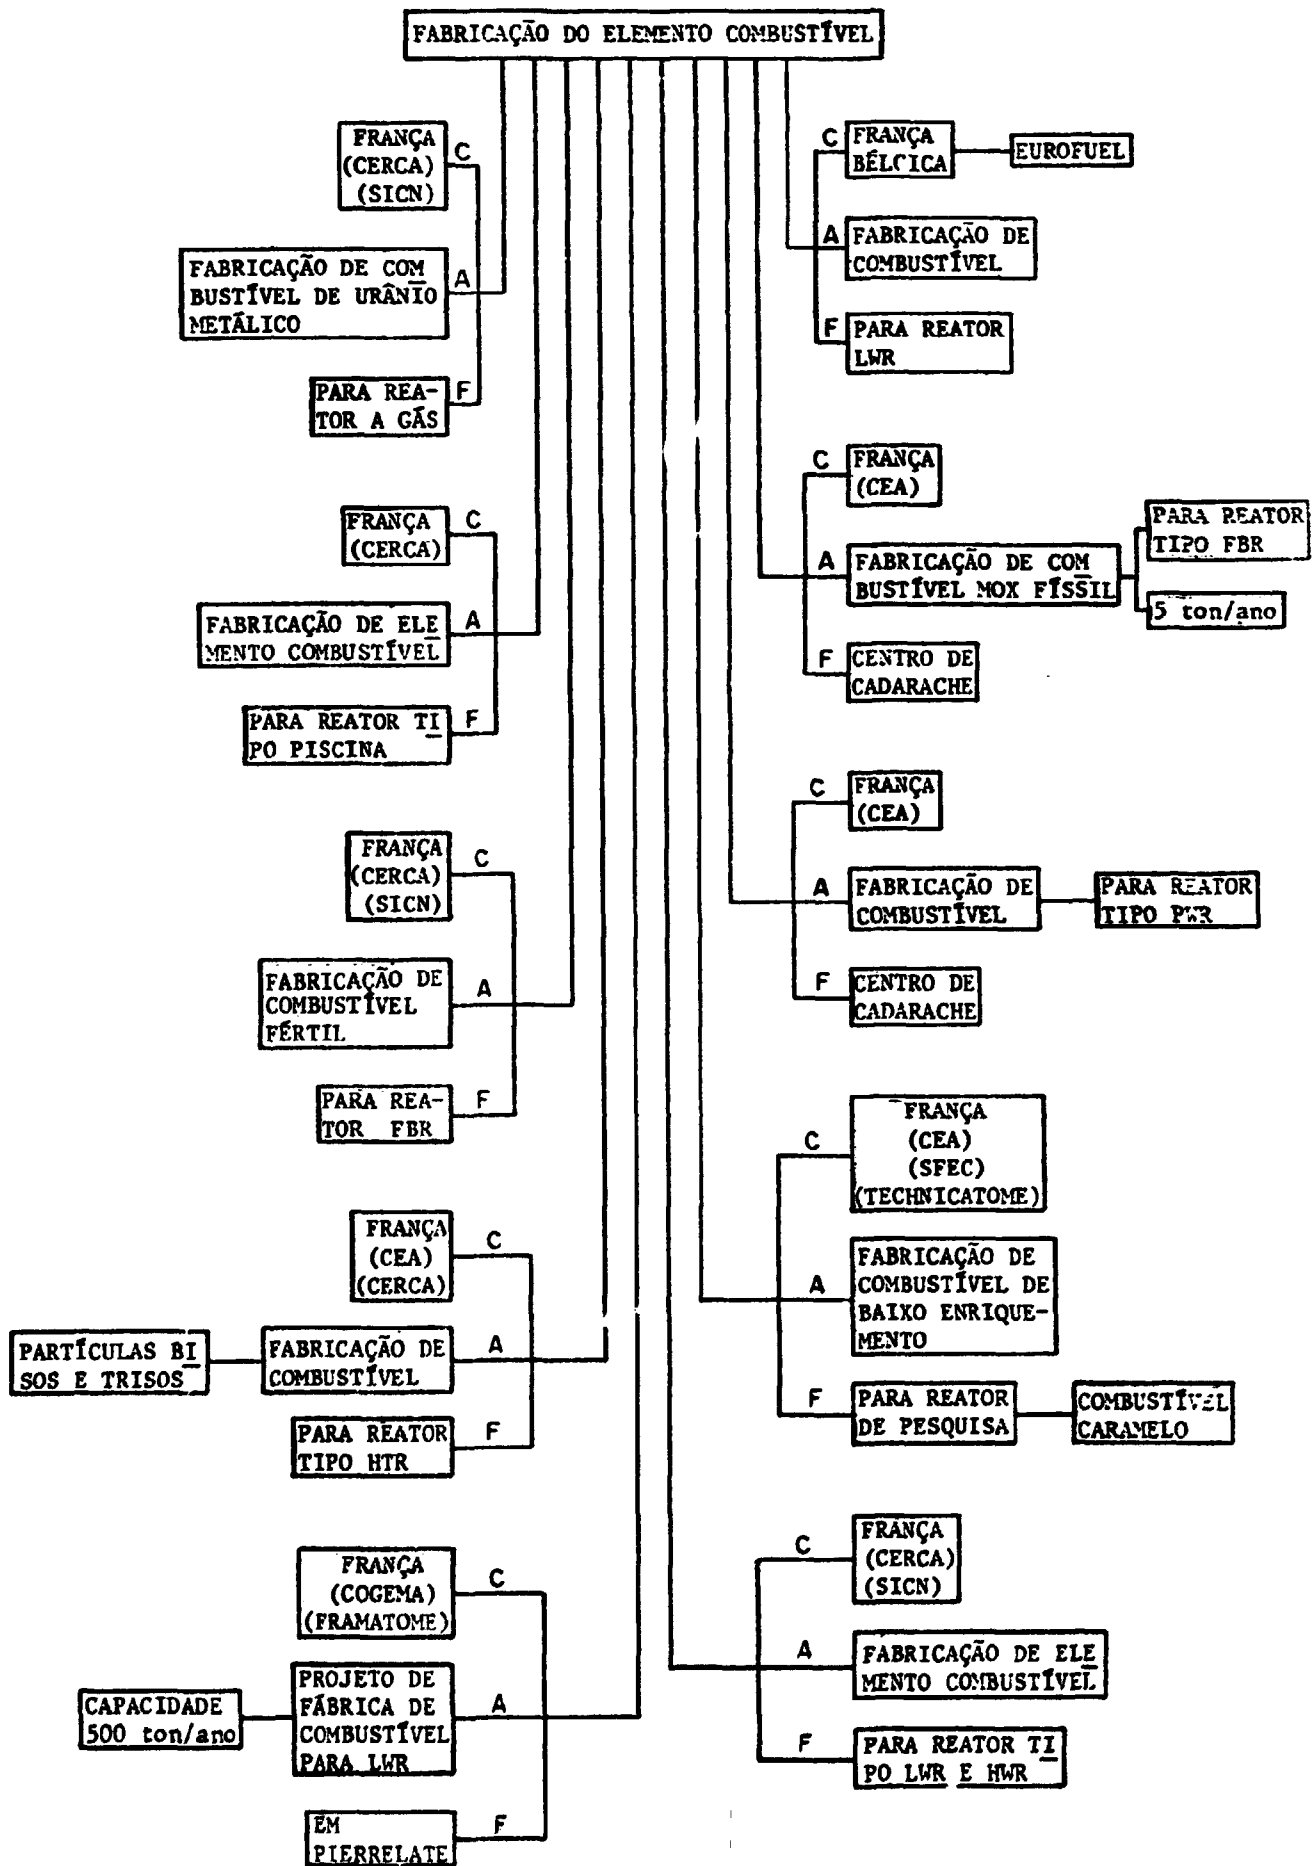 FABRICAÇÃO DO ELEMENTO COMBUSTÍVEL
FRANÇA
(CERCA)
(SICN)
C
FABRICAÇÃO DE COM
BUSTÍVEL DE URÂNIO
METÁLICO
A
PARA REA-
TOR A GÁS
F
FRANÇA
(CERCA)
C
FABRICAÇÃO DE ELE
MENTO COMBUSTÍVEL
A
PARA REATOR TI
PO PISCINA
F
FRANÇA
(CERCA)
(SICN)
C
FABRICAÇÃO DE
COMBUSTÍVEL
FÉRTIL
A
PARA REA-
TOR FBR
F
FRANÇA
(CEA)
(CERCA)
C
PARTÍCULAS BI
SOS E TRISOS
FABRICAÇÃO DE
COMBUSTÍVEL
A
PARA REATOR
TIPO HTR
F
FRANÇA
(COGEMA)
(FRAMATOME)
C
CAPACIDADE
500 ton/ano
PROJETO DE
FÁBRICA DE
COMBUSTÍVEL
PARA LWR
A
EM
PIERRELATE
F
C
FRANÇA
BÉLGICA
EUROFUEL
A
FABRICAÇÃO DE
COMBUSTÍVEL
F
PARA REATOR
LWR
C
FRANÇA
(CEA)
A
FABRICAÇÃO DE COM
BUSTÍVEL MOX FÍSSIL
PARA REATOR
TIPO FBR
5 ton/ano
F
CENTRO DE
CADARACHE
C
FRANÇA
(CEA)
A
FABRICAÇÃO DE
COMBUSTÍVEL
PARA REATOR
TIPO PWR
F
CENTRO DE
CADARACHE
C
FRANÇA
(CEA)
(SFEC)
(TECHNICATOME)
A
FABRICAÇÃO DE
COMBUSTÍVEL DE
BAIXO ENRIQUE-
MENTO
F
PARA REATOR
DE PESQUISA
COMBUSTÍVEL
CARAMELO
C
FRANÇA
(CERCA)
(SICN)
A
FABRICAÇÃO DE ELE
MENTO COMBUSTÍVEL
F
PARA REATOR TI
PO LWR E HWR